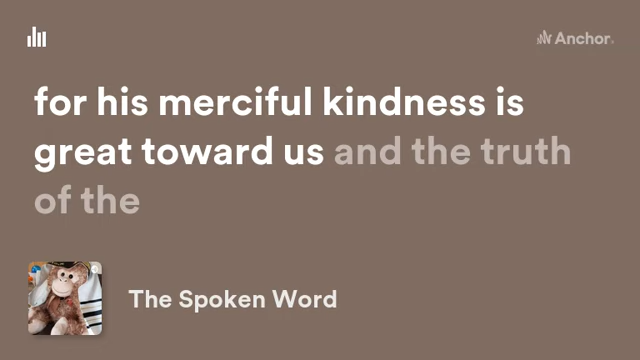 Anchor
for his merciful kindness is
great toward us and the truth
of the
The Spoken Word